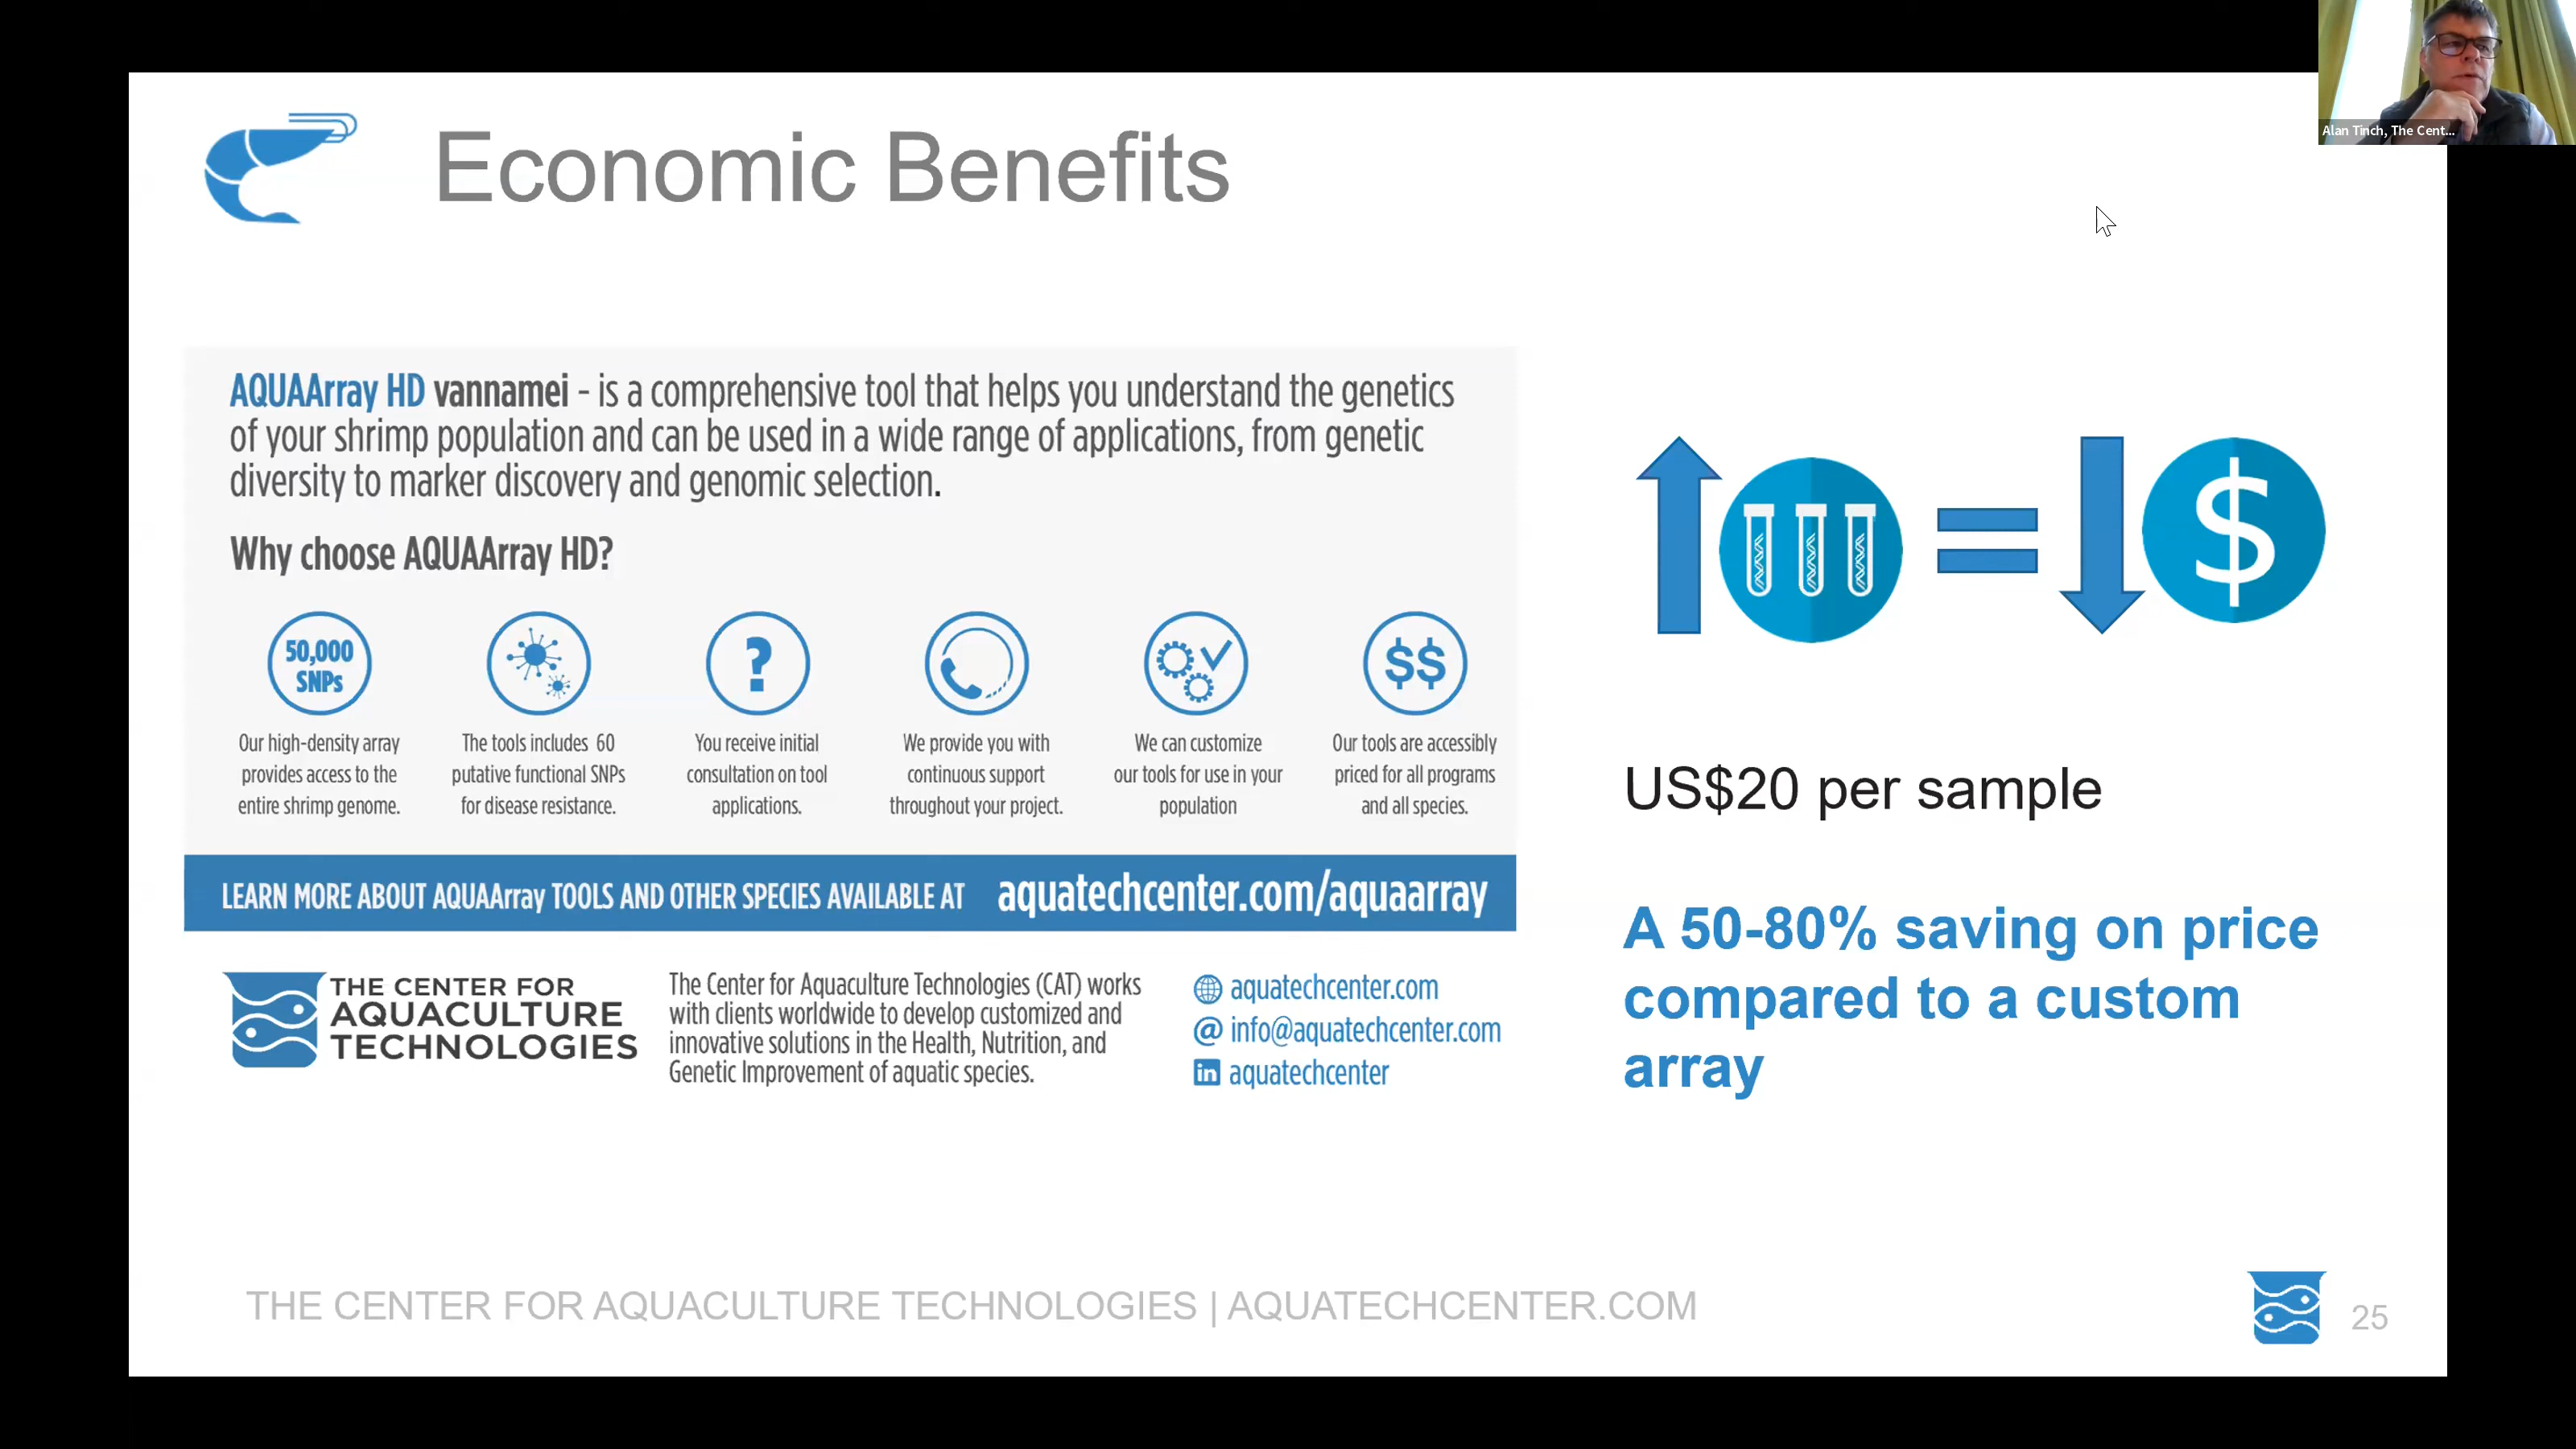 Alan Tinch, The Cent...
Economic Benefits
AQUAArray HD vannamei - is a comprehensive tool that helps you understand the genetics
of your shrimp population and can be used in a wide range of applications, from genetic
diversity to marker discovery and genomic selection.
Why choose AQUAArray HD?
50,000
SNPs
Our high-density array
provides access to the
entire shrimp genome.
The tools includes 60
putative functional SNPs
for disease resistance.
?
You receive initial
consultation on tool
applications.
We provide you with
continuous support
throughout your project.
We can customize
our tools for use in your
population
$$
Our tools are accessibly
priced for all programs
and all species.
LEARN MORE ABOUT AQUAArray TOOLS AND OTHER SPECIES AVAILABLE AT aquatechcenter.com/aquaarray
THE CENTER FOR
AQUACULTURE
TECHNOLOGIES
The Center for Aquaculture Technologies (CAT) works
with clients worldwide to develop customized and
innovative solutions in the Health, Nutrition, and
Genetic Improvement of aquatic species.
aquatechcenter.com
@ info@aquatechcenter.com
in aquatechcenter
= $
US$20 per sample
A 50-80% saving on price
compared to a custom
array
THE CENTER FOR AQUACULTURE TECHNOLOGIES | AQUATECHCENTER.COM
25